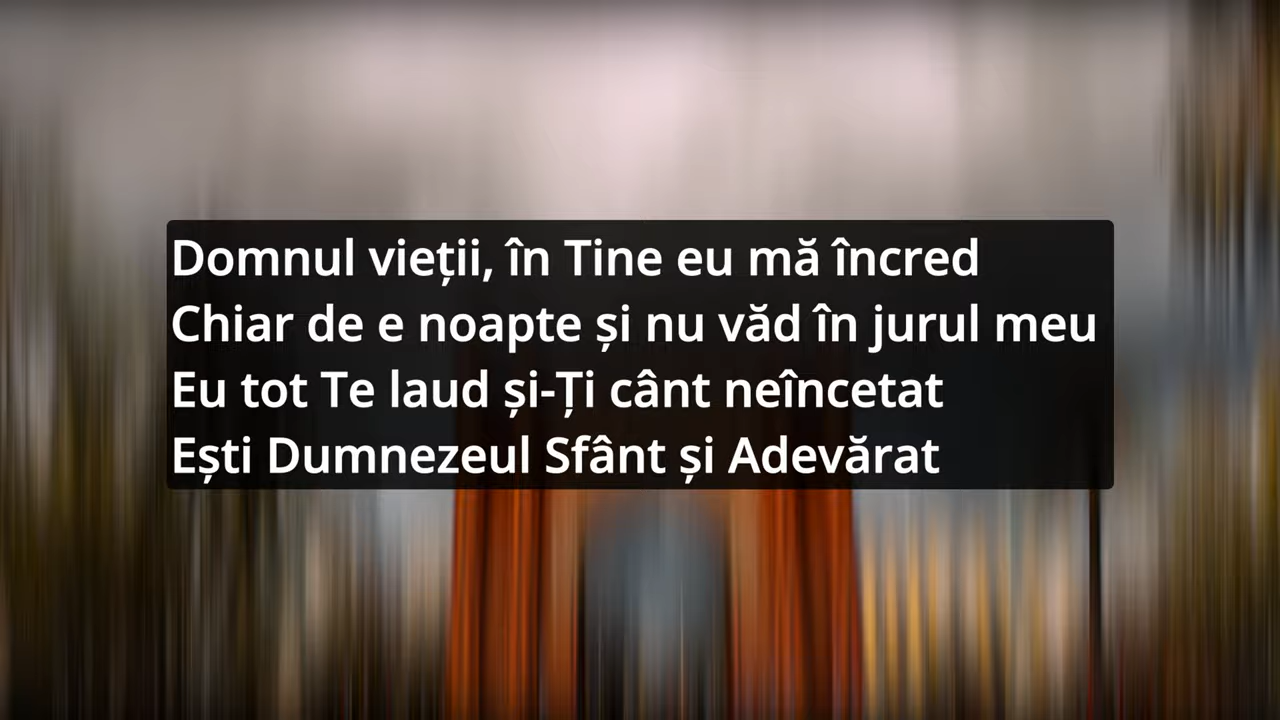 Domnul vieții, în Tine eu mă încred
Chiar de e noapte și nu văd în jurul meu
Eu tot Te laud și-Ți cânt neîncetat
Ești Dumnezeul Sfânt și Adevărat